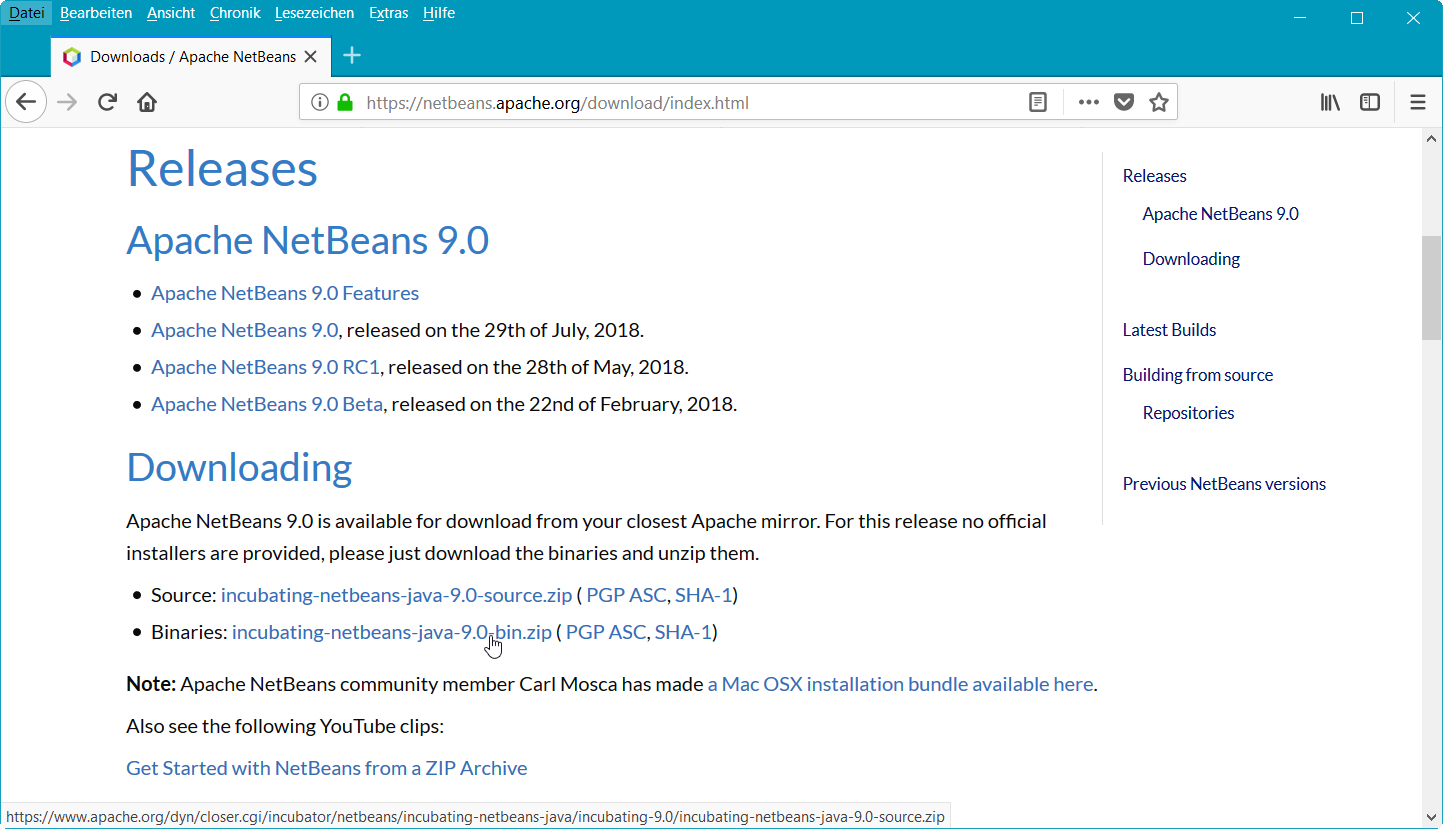 Datei Bearbeiten Ansicht Chronik Lesezeichen Extras Hilfe
Downloads / Apache NetBeans
https://netbeans.apache.org/download/index.html
Releases
Apache NetBeans 9.0
Apache NetBeans 9.0 Features
Apache NetBeans 9.0, released on the 29th of July, 2018.
Apache NetBeans 9.0 RC1, released on the 28th of May, 2018.
Apache NetBeans 9.0 Beta, released on the 22nd of February, 2018.
Downloading
Apache NetBeans 9.0 is available for download from your closest Apache mirror. For this release no official
installers are provided, please just download the binaries and unzip them.
Source: incubating-netbeans-java-9.0-source.zip ( PGP ASC, SHA-1)
Binaries: incubating-netbeans-java-9.0-bin.zip ( PGP ASC, SHA-1)
Note: Apache NetBeans community member Carl Mosca has made a Mac OSX installation bundle available here.
Also see the following YouTube clips:
Get Started with NetBeans from a ZIP Archive
Releases
Apache NetBeans 9.0
Downloading
Latest Builds
Building from source
Repositories
Previous NetBeans versions
https://www.apache.org/dyn/closer.cgi/incubator/netbeans/incubating-netbeans-java/incubating-9.0/incubating-netbeans-java-9.0-source.zip